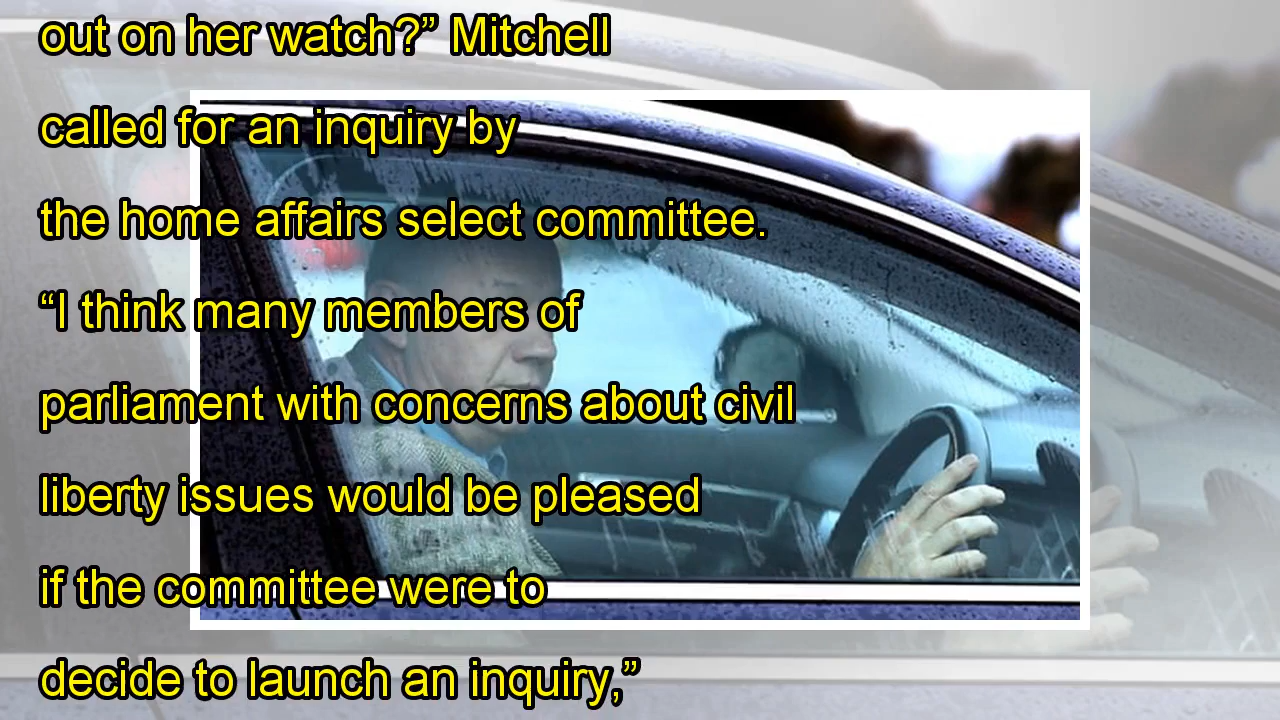 out on her watch?” Mitchell
called for an inquiry by
the home affairs select committee.
“I think many members of
parliament with concerns about civil
liberty issues would be pleased
if the committee were to
decide to launch an inquiry,”